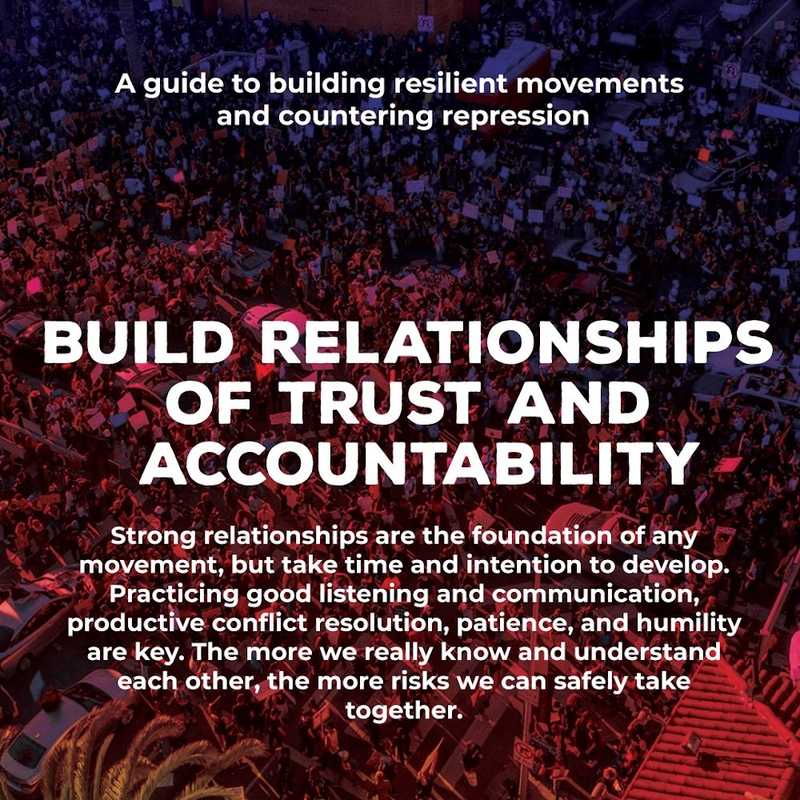 A guide to building resilient movements
and countering repression
BUILD RELATIONSHIPS
OF TRUST AND
ACCOUNTABILITY
Strong relationships are the foundation of any
movement, but take time and intention to develop.
Practicing good listening and communication,
productive conflict resolution, patience, and humility
are key. The more we really know and understand
each other, the more risks we can safely take
together.